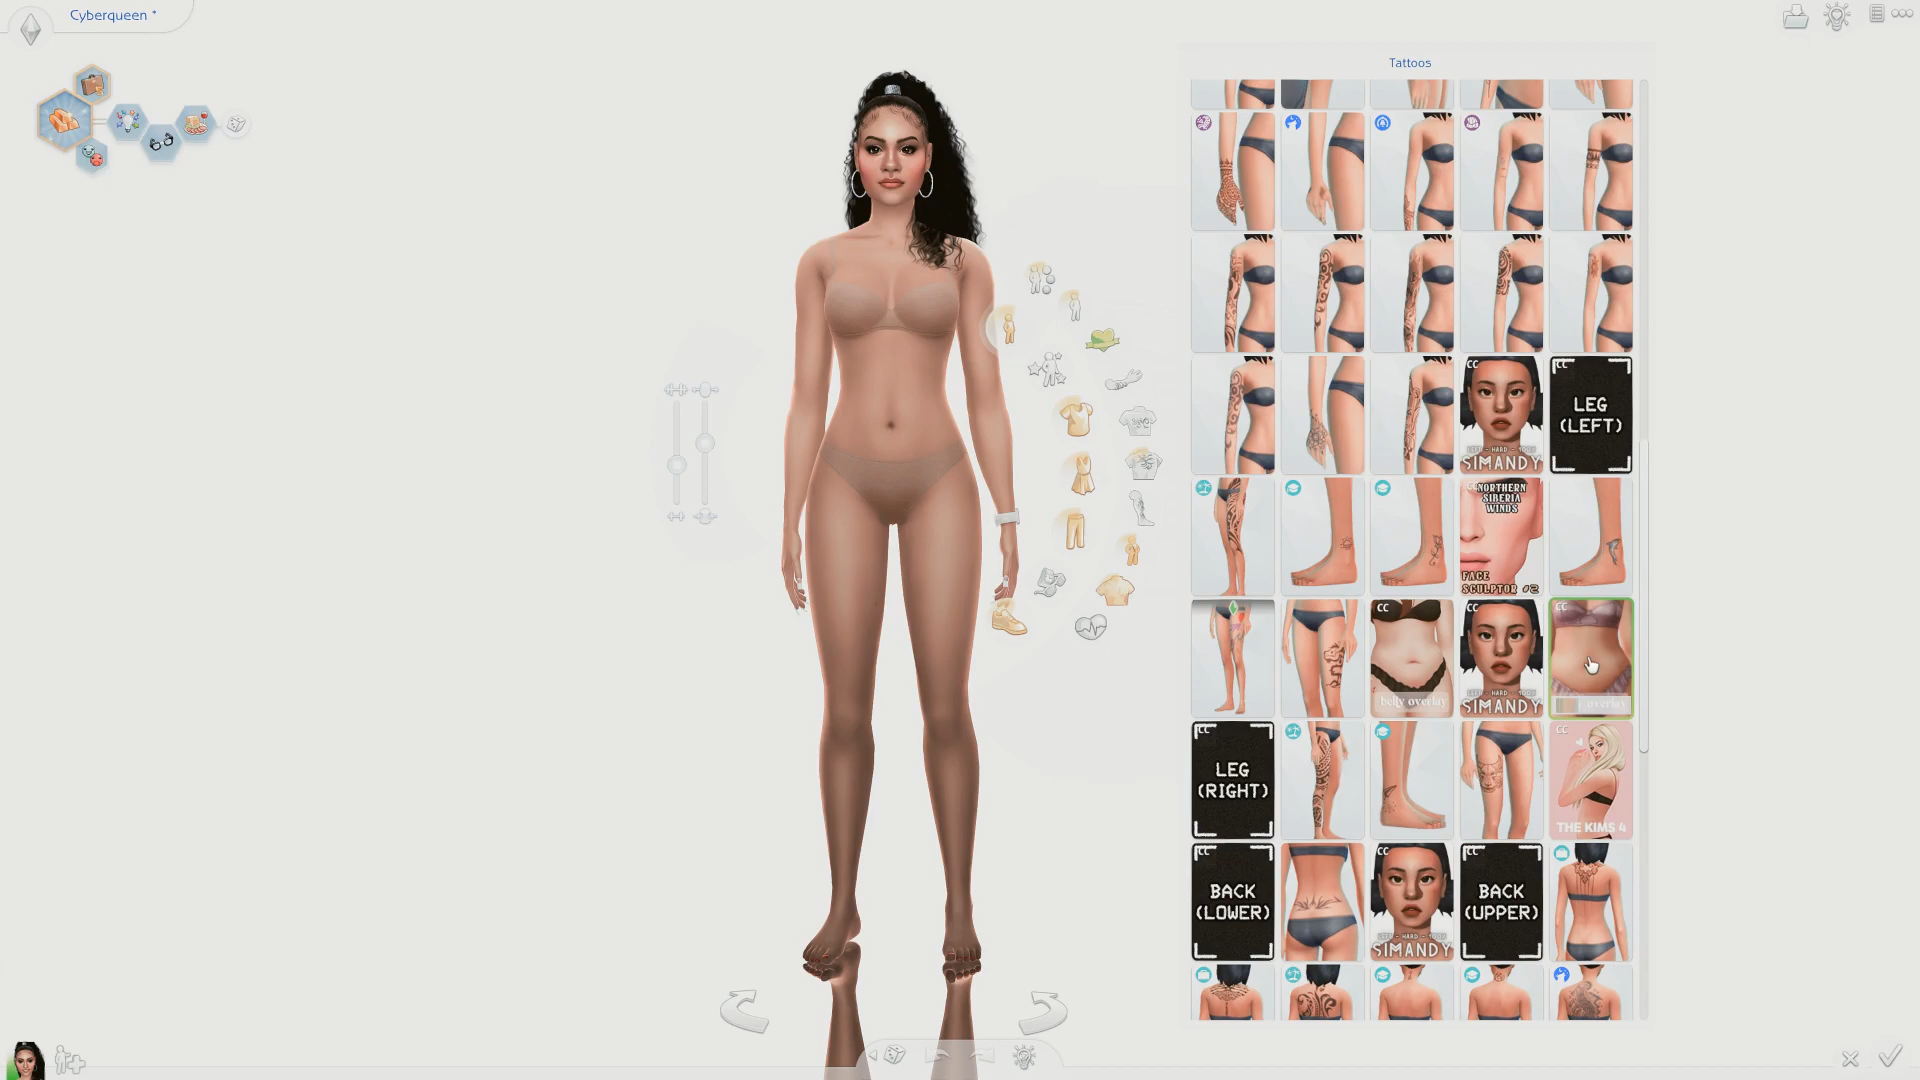 Cyberqueen *
Tattoos
CC
SIMANDY
CC
LEG
(LEFT)
NORTHERN
SIBERIA
WINDS
FACE
SCULPTOR #2
CC
belly overlay
CC
SIMANDY
CC
overlay
CC
LEG
(RIGHT)
CC
THE KIMS 4
CC
BACK
(LOWER)
CC
SIMANDY
CC
BACK
(UPPER)